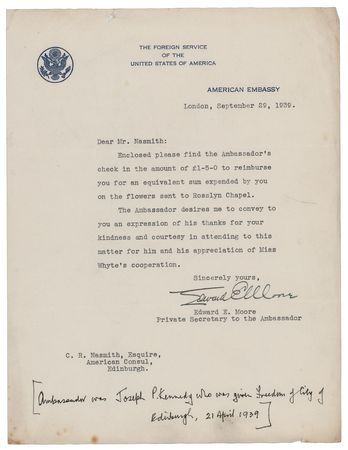 THE FOREIGN SERVICE
OF THE
UNITED STATES OF AMERICA
AMERICAN EMBASSY
London, September 29, 1939.
Dear Mr. Nasmith:
Enclosed please find the Ambassador's
check in the amount of £1-5-0 to reimburse
you for an equivalent sum expended by you
on the flowers sent to Rosslyn Chapel.
The Ambassador desires me to convey to
you an expression of his thanks for your
kindness and courtesy in attending to this
matter for him and his appreciation of Miss
Whyte's cooperation.
Sincerely yours,
Edward E Moore
Edward E. Moore
Private Secretary to the Ambassador
C. R. Nasmith, Esquire,
American Consul,
Edinburgh.
[Ambassador was Joseph P. Kennedy who was given Freedom of City of
Edinburgh, 21 April 1939]